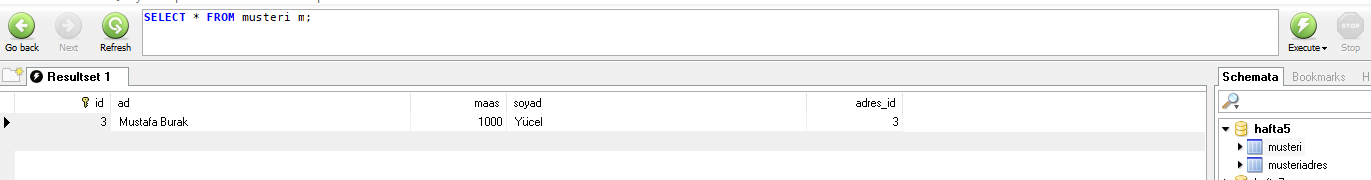 SELECT * FROM musteri m;
Go back Next Refresh Execute Stop
STOP
Resultset 1
id ad maas soyad adres_id
3 Mustafa Burak 1000 Yücel 3
Schemata Bookmarks H
hafta5
musteri
musteriadres